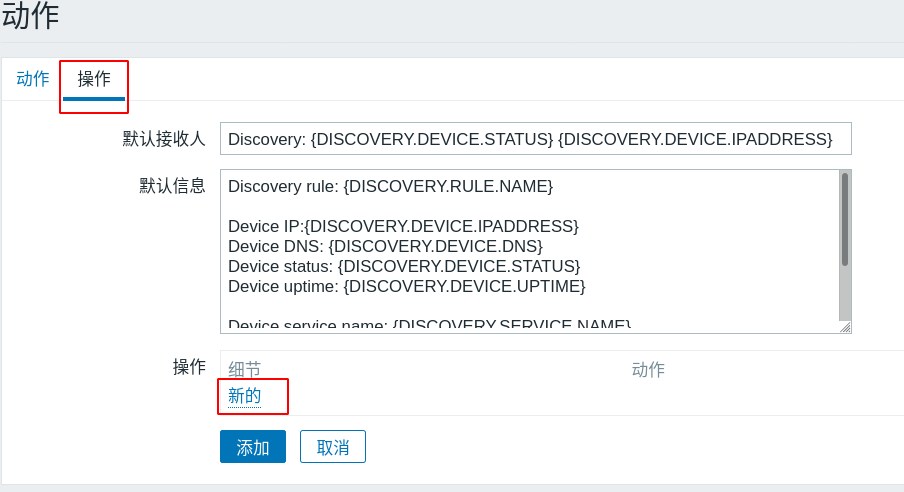 动作
动作 操作
默认接收人 Discovery: {DISCOVERY.DEVICE.STATUS} {DISCOVERY.DEVICE.IPADDRESS}
默认信息 Discovery rule: {DISCOVERY.RULE.NAME}
Device IP:{DISCOVERY.DEVICE.IPADDRESS}
Device DNS: {DISCOVERY.DEVICE.DNS}
Device status: {DISCOVERY.DEVICE.STATUS}
Device uptime: {DISCOVERY.DEVICE.UPTIME}
Device service name: {DISCOVERY.SERVICE.NAME}
操作 细节 动作
新的
添加 取消